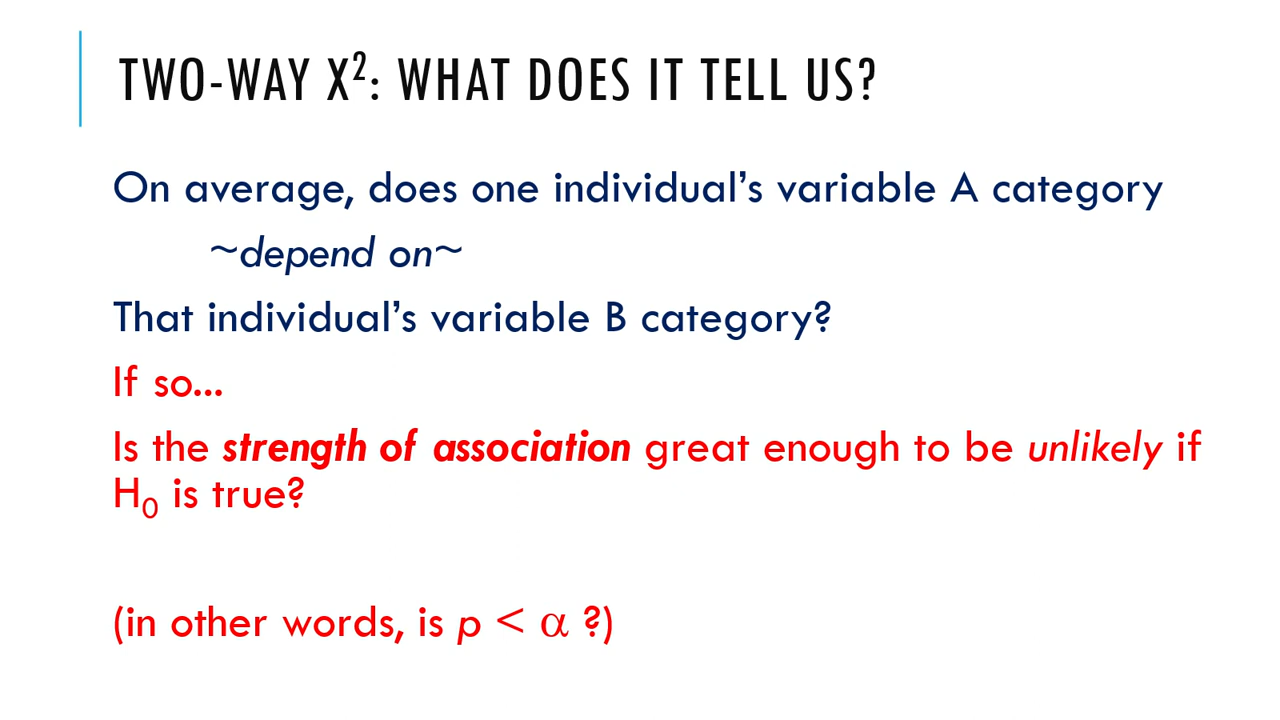 TWO-WAY X²: WHAT DOES IT TELL US?
On average, does one individual’s variable A category
~depend on~
That individual’s variable B category?
If so...
Is the strength of association great enough to be unlikely if
H₀ is true?
(in other words, is p < α ?)